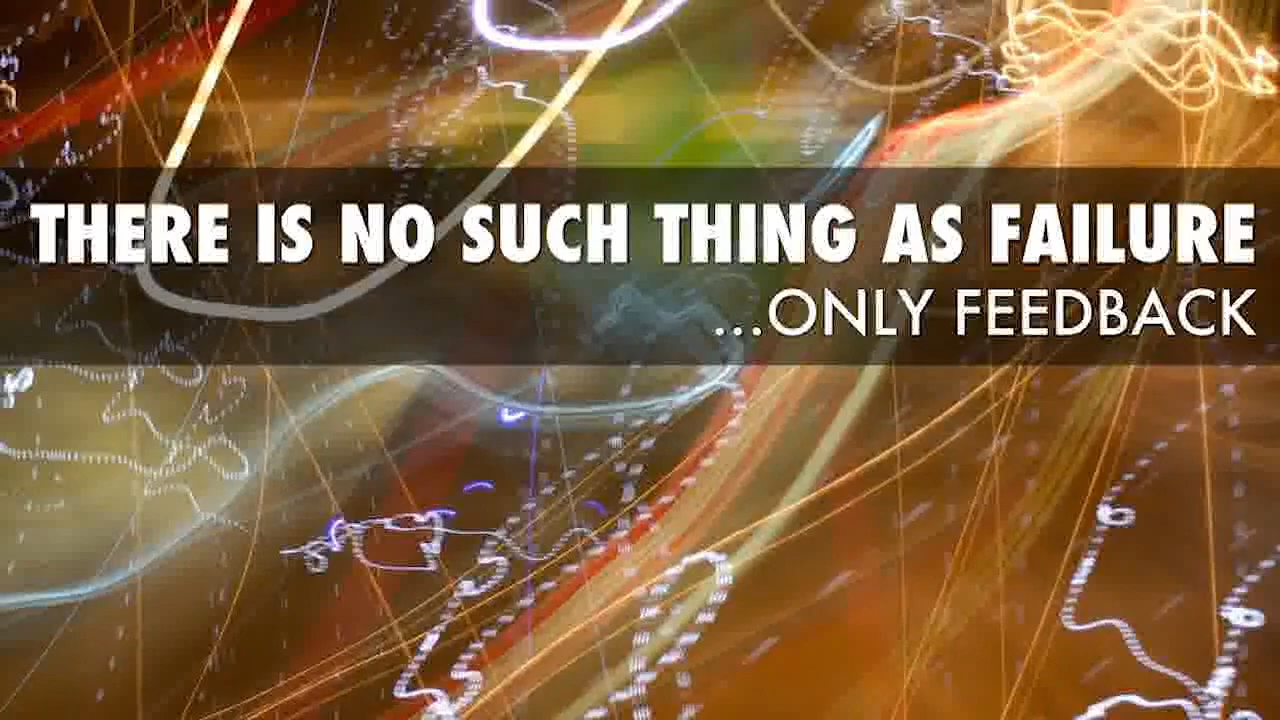 THERE IS NO SUCH THING AS FAILURE
...ONLY FEEDBACK